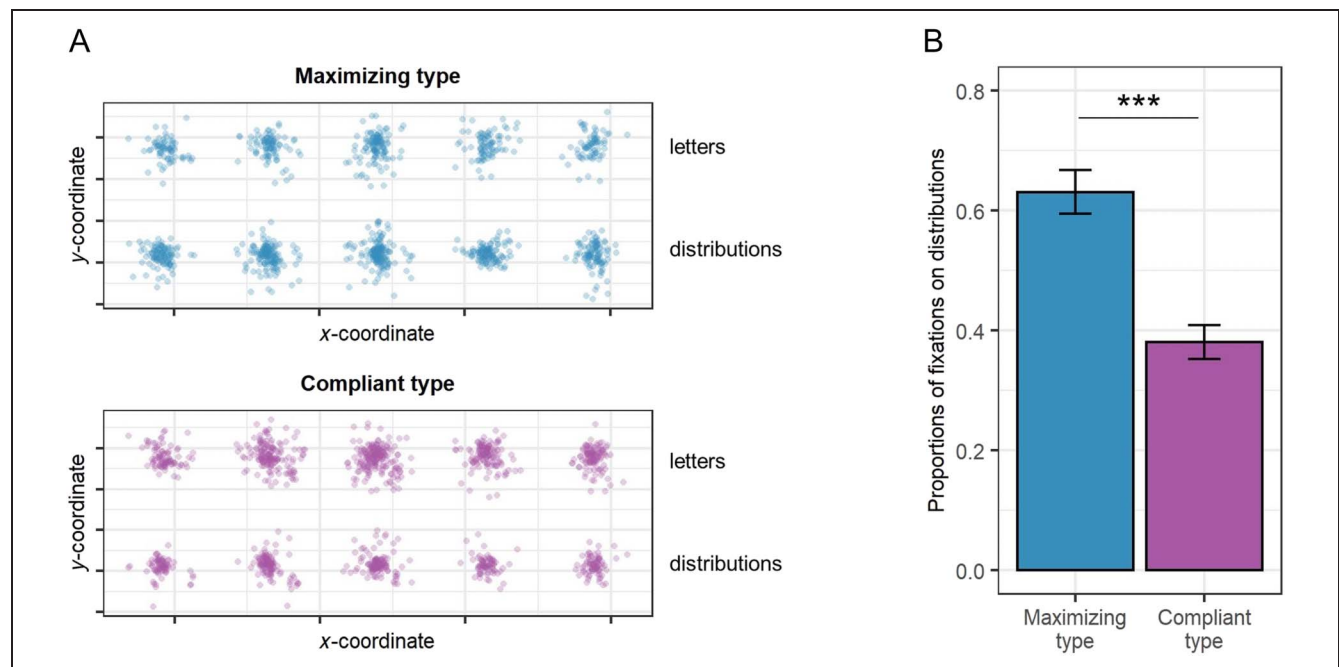 A
Maximizing type
y-coordinate
letters
distributions
x-coordinate
Compliant type
y-coordinate
letters
distributions
x-coordinate
B
***
Proportions of fixations on distributions
0.8
0.6
0.4
0.2
0.0
Maximizing
type
Compliant
type